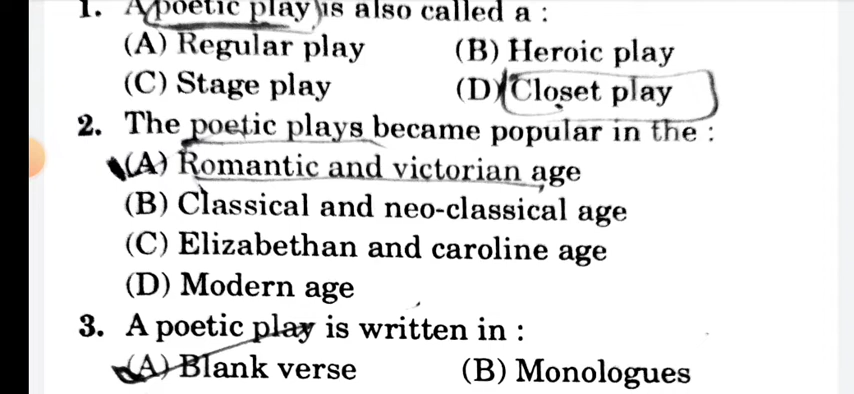 1. A poetic play is also called a :
(A) Regular play (B) Heroic play
(C) Stage play (D) Closet play
2. The poetic plays became popular in the :
(A) Romantic and victorian age
(B) Classical and neo-classical age
(C) Elizabethan and caroline age
(D) Modern age
3. A poetic play is written in :
(A) Blank verse (B) Monologues